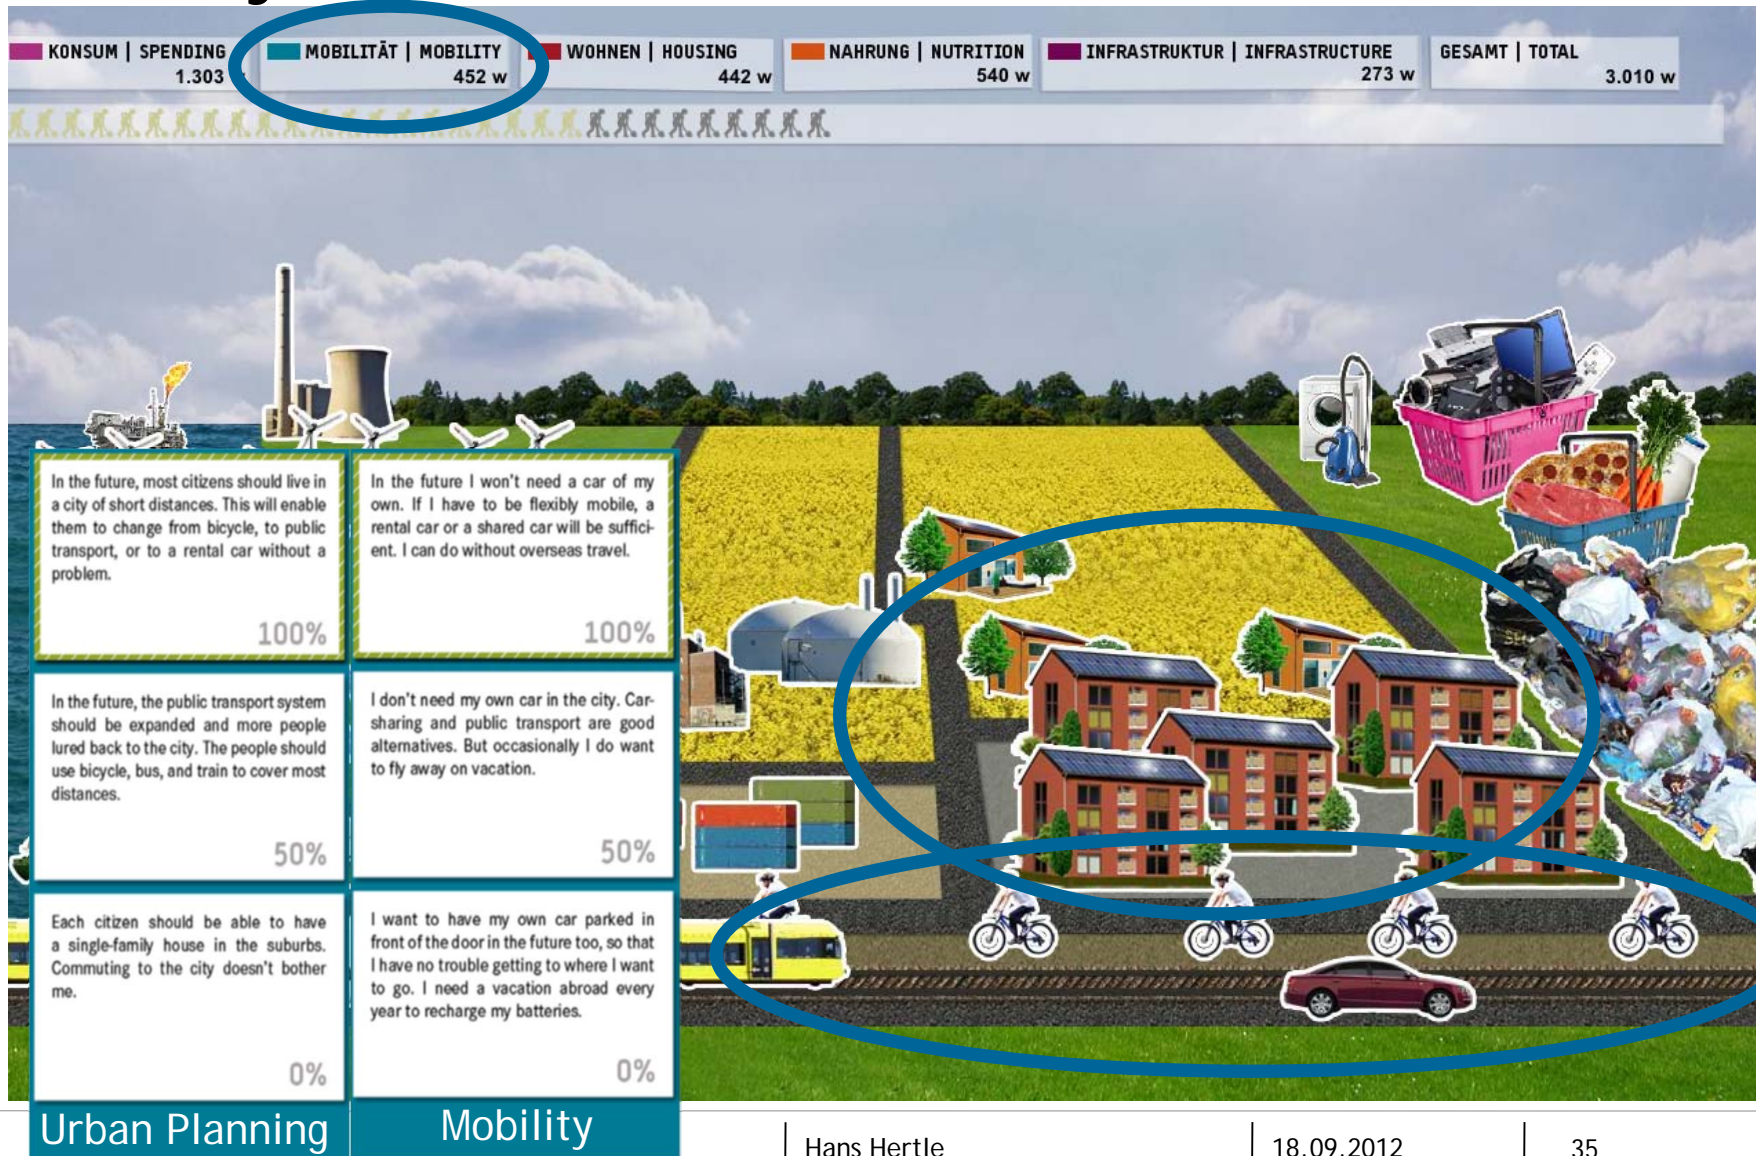 KONSUM | SPENDING
1.303
MOBILITÄT | MOBILITY
452 w
WOHNEN | HOUSING
442 w
NAHRUNG | NUTRITION
540 w
INFRASTRUKTUR | INFRASTRUCTURE
273 w
GESAMT | TOTAL
3.010 w
In the future, most citizens should live in
a city of short distances. This will enable
them to change from bicycle, to public
transport, or to a rental car without a
problem.
100%
In the future I won't need a car of my
own. If I have to be flexibly mobile, a
rental car or a shared car will be suffici-
ent. I can do without overseas travel.
100%
In the future, the public transport system
should be expanded and more people
lured back to the city. The people should
use bicycle, bus, and train to cover most
distances.
50%
I don't need my own car in the city. Car-
sharing and public transport are good
alternatives. But occasionally I do want
to fly away on vacation.
50%
Each citizen should be able to have
a single-family house in the suburbs.
Commuting to the city doesn't bother
me.
0%
I want to have my own car parked in
front of the door in the future too, so that
I have no trouble getting to where I want
to go. I need a vacation abroad every
year to recharge my batteries.
0%
Urban Planning
Mobility
Hans Hertle
18.09.2012
35